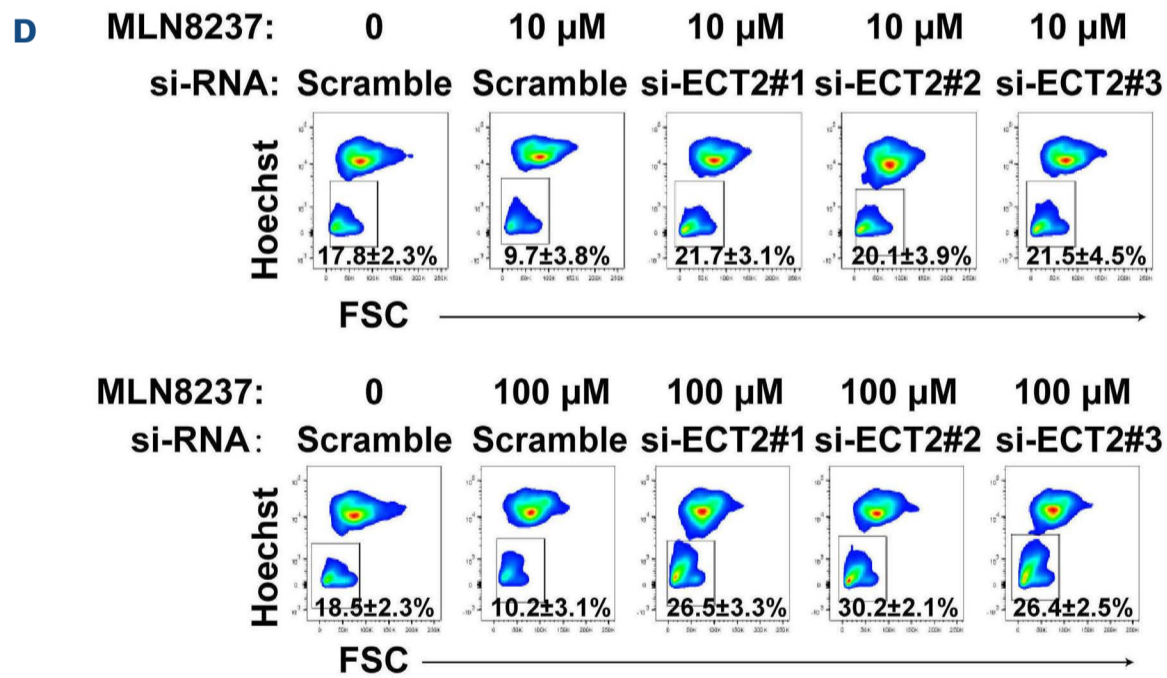 D
MLN8237: 0 10 µM 10 µM 10 µM 10 µM
si-RNA: Scramble Scramble si-ECT2#1 si-ECT2#2 si-ECT2#3
Hoechst
17.8±2.3% 9.7±3.8% 21.7±3.1% 20.1±3.9% 21.5±4.5%
FSC
MLN8237: 0 100 µM 100 µM 100 µM 100 µM
si-RNA: Scramble Scramble si-ECT2#1 si-ECT2#2 si-ECT2#3
Hoechst
18.5±2.3% 10.2±3.1% 26.5±3.3% 30.2±2.1% 26.4±2.5%
FSC